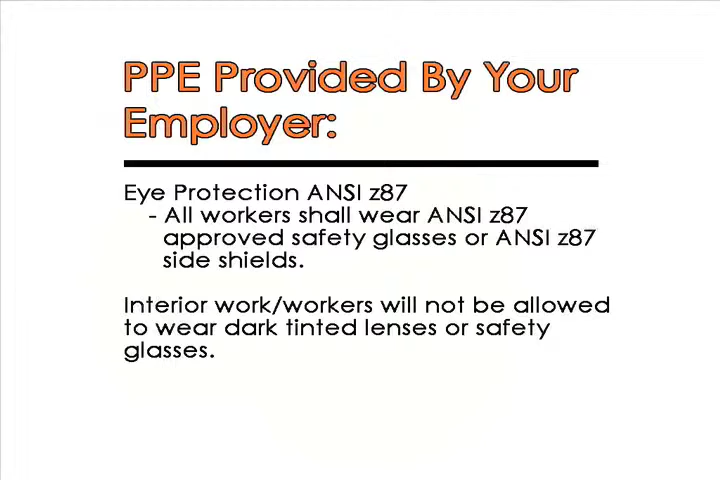 PPE Provided By Your
Employer:
Eye Protection ANSI z87
- All workers shall wear ANSI z87
approved safety glasses or ANSI z87
side shields.
Interior work/workers will not be allowed
to wear dark tinted lenses or safety
glasses.